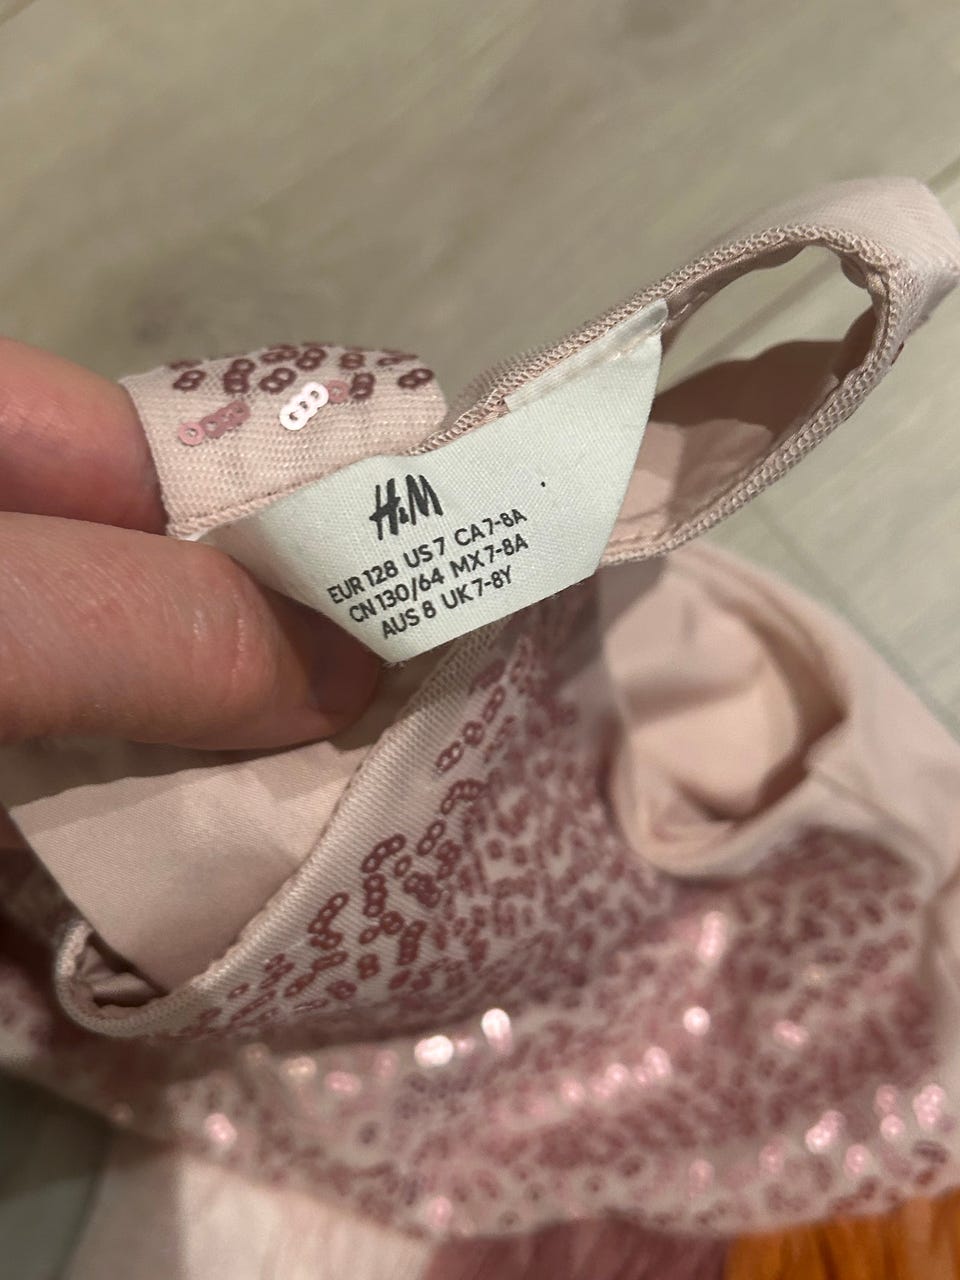 H&M
EUR 128 US 7 CA 7-8A
CN 130/64 MX 7-8A
AUS 8 UK 7-8Y